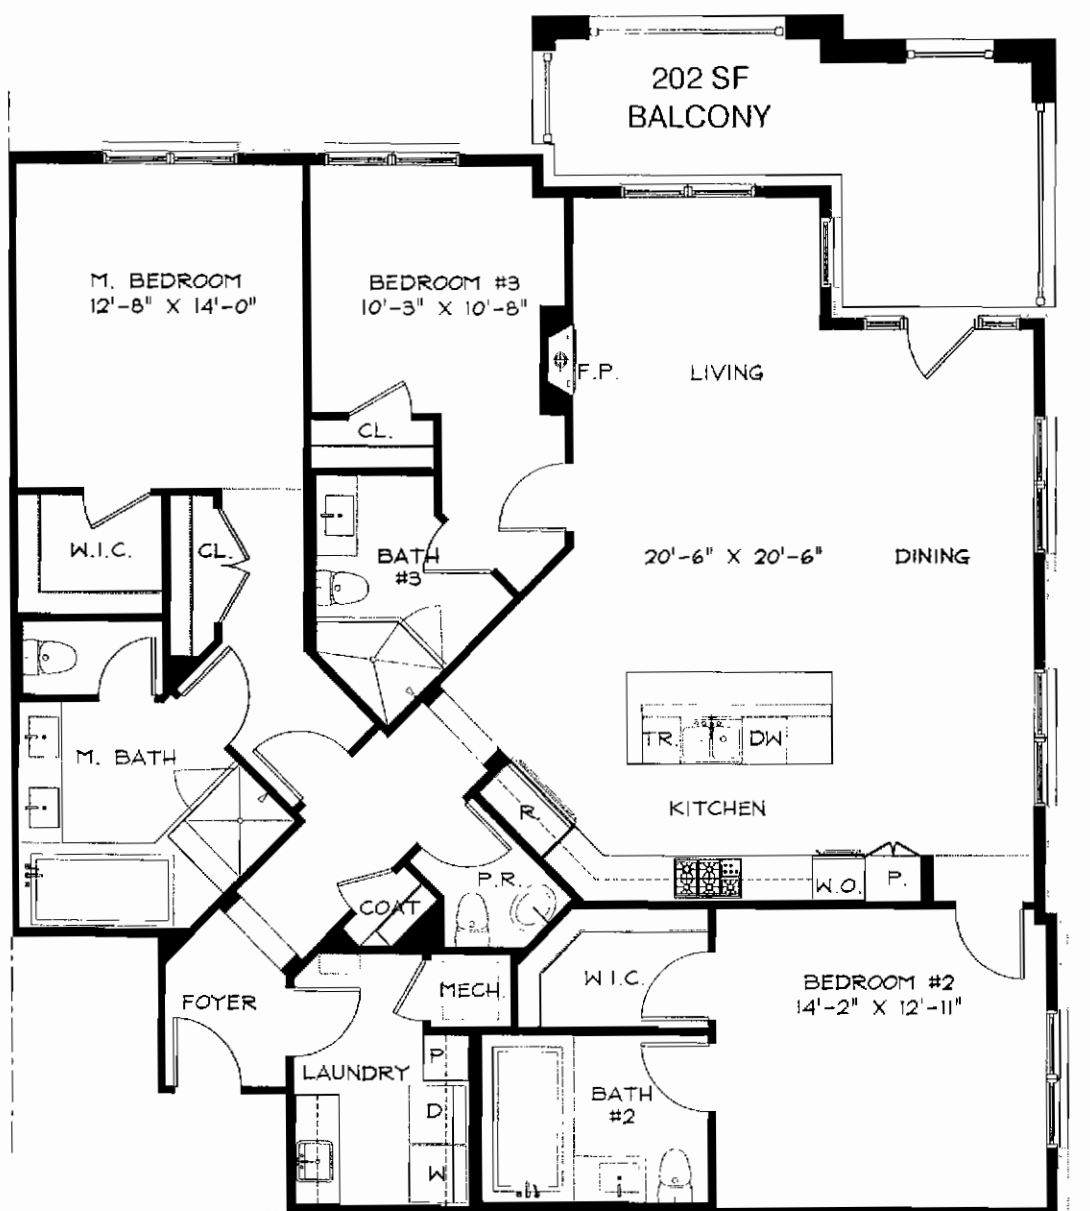 202 SF
BALCONY
M. BEDROOM
12'-8" X 14'-0"
BEDROOM #3
10'-3" X 10'-8"
F.P.
LIVING
CL.
W.I.C.
CL.
BATH
#3
20'-6" X 20'-6"
DINING
TR.
DW
M. BATH
KITCHEN
R.
P.R.
W.O.
P.
COAT
W.I.C.
BEDROOM #2
14'-2" X 12'-11"
MECH.
FOYER
LAUNDRY
P
D
W
BATH
#2